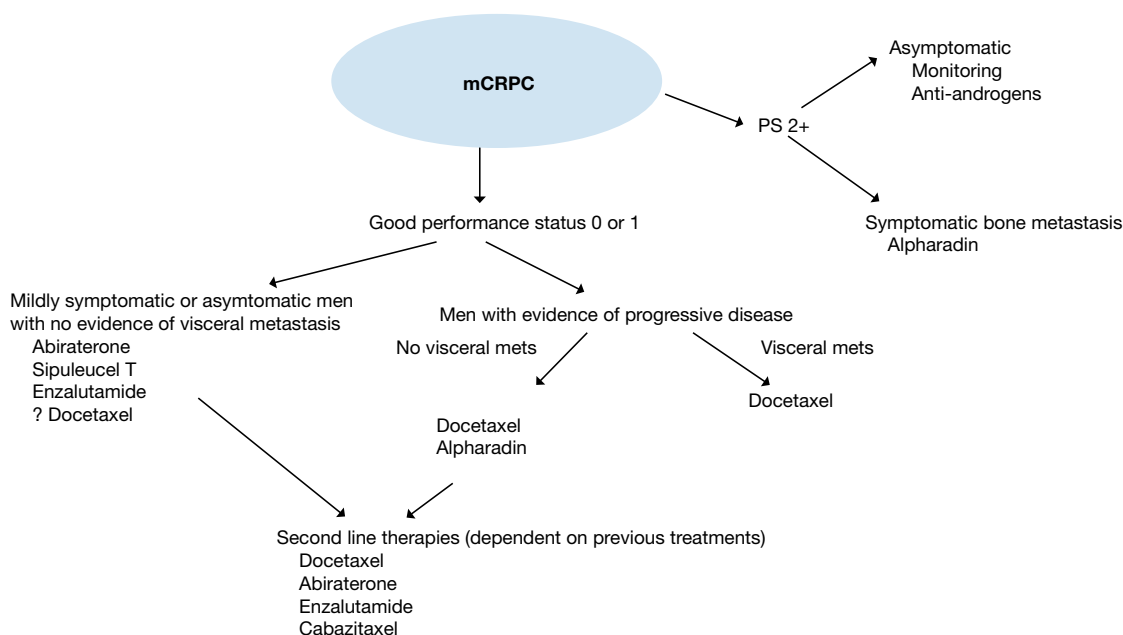 mCRPC
Asymptomatic
Monitoring
Anti-androgens
PS 2+
Symptomatic bone metastasis
Alpharadin
Good performance status 0 or 1
Mildly symptomatic or asymtomatic men
with no evidence of visceral metastasis
Abiraterone
Sipuleucel T
Enzalutamide
? Docetaxel
Men with evidence of progressive disease
No visceral mets
Visceral mets
Docetaxel
Alpharadin
Docetaxel
Second line therapies (dependent on previous treatments)
Docetaxel
Abiraterone
Enzalutamide
Cabazitaxel